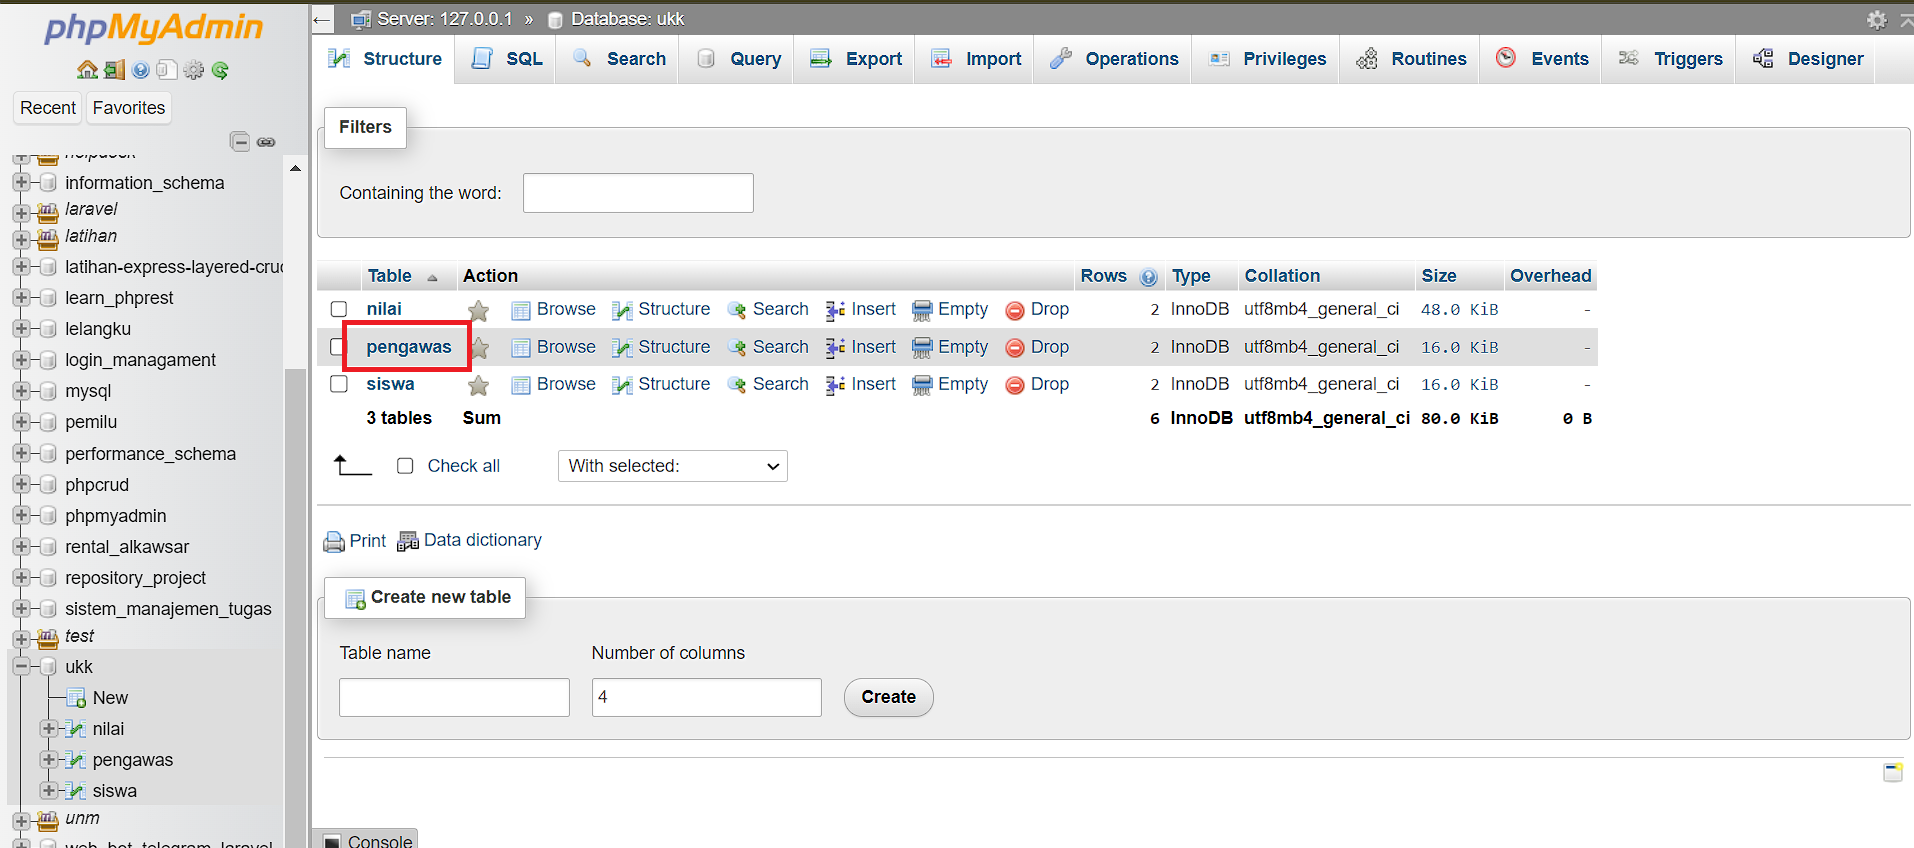 phpMyAdmin
Recent Favorites
helpdesk
information_schema
laravel
latihan
latihan-express-layered-cruc
learn_phprest
lelangku
login_managament
mysql
pemilu
performance_schema
phpcrud
phpmyadmin
rental_alkawsar
repository_project
sistem_manajemen_tugas
test
ukk
New
nilai
pengawas
siswa
unm
web_bot_telegram_laravel
Server: 127.0.0.1 » Database: ukk
Structure SQL Search Query Export Import Operations Privileges Routines Events Triggers Designer
Filters
Containing the word:
Table Action Rows Type Collation Size Overhead
nilai Browse Structure Search Insert Empty Drop 2 InnoDB utf8mb4_general_ci 48.0 KiB -
pengawas Browse Structure Search Insert Empty Drop 2 InnoDB utf8mb4_general_ci 16.0 KiB -
siswa Browse Structure Search Insert Empty Drop 2 InnoDB utf8mb4_general_ci 16.0 KiB -
3 tables Sum 6 InnoDB utf8mb4_general_ci 80.0 KiB 0 B
Check all With selected:
Print Data dictionary
Create new table
Table name Number of columns
4 Create
Console